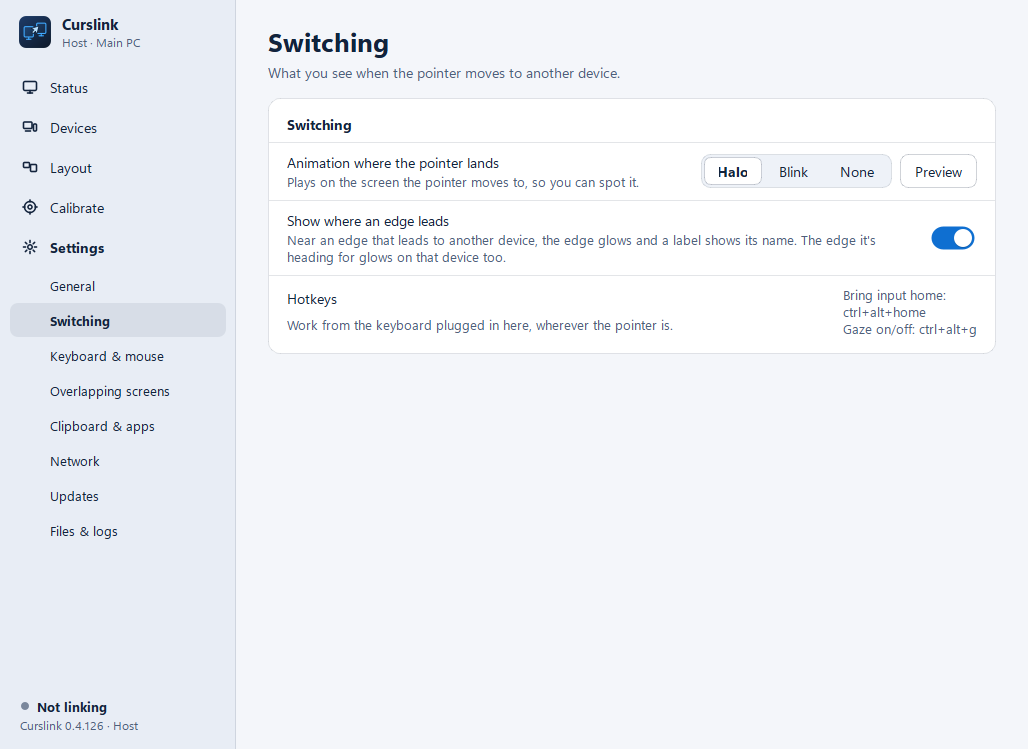 Curslink
Host · Main PC
Status
Devices
Layout
Calibrate
Settings
General
Switching
Keyboard & mouse
Overlapping screens
Clipboard & apps
Network
Updates
Files & logs
Not linking
Curslink 0.4.126 · Host
Switching
What you see when the pointer moves to another device.
Switching
Animation where the pointer lands
Plays on the screen the pointer moves to, so you can spot it.
Halo
Blink
None
Preview
Show where an edge leads
Near an edge that leads to another device, the edge glows and a label shows its name. The edge it's
heading for glows on that device too.
Hotkeys
Work from the keyboard plugged in here, wherever the pointer is.
Bring input home:
ctrl+alt+home
Gaze on/off: ctrl+alt+g